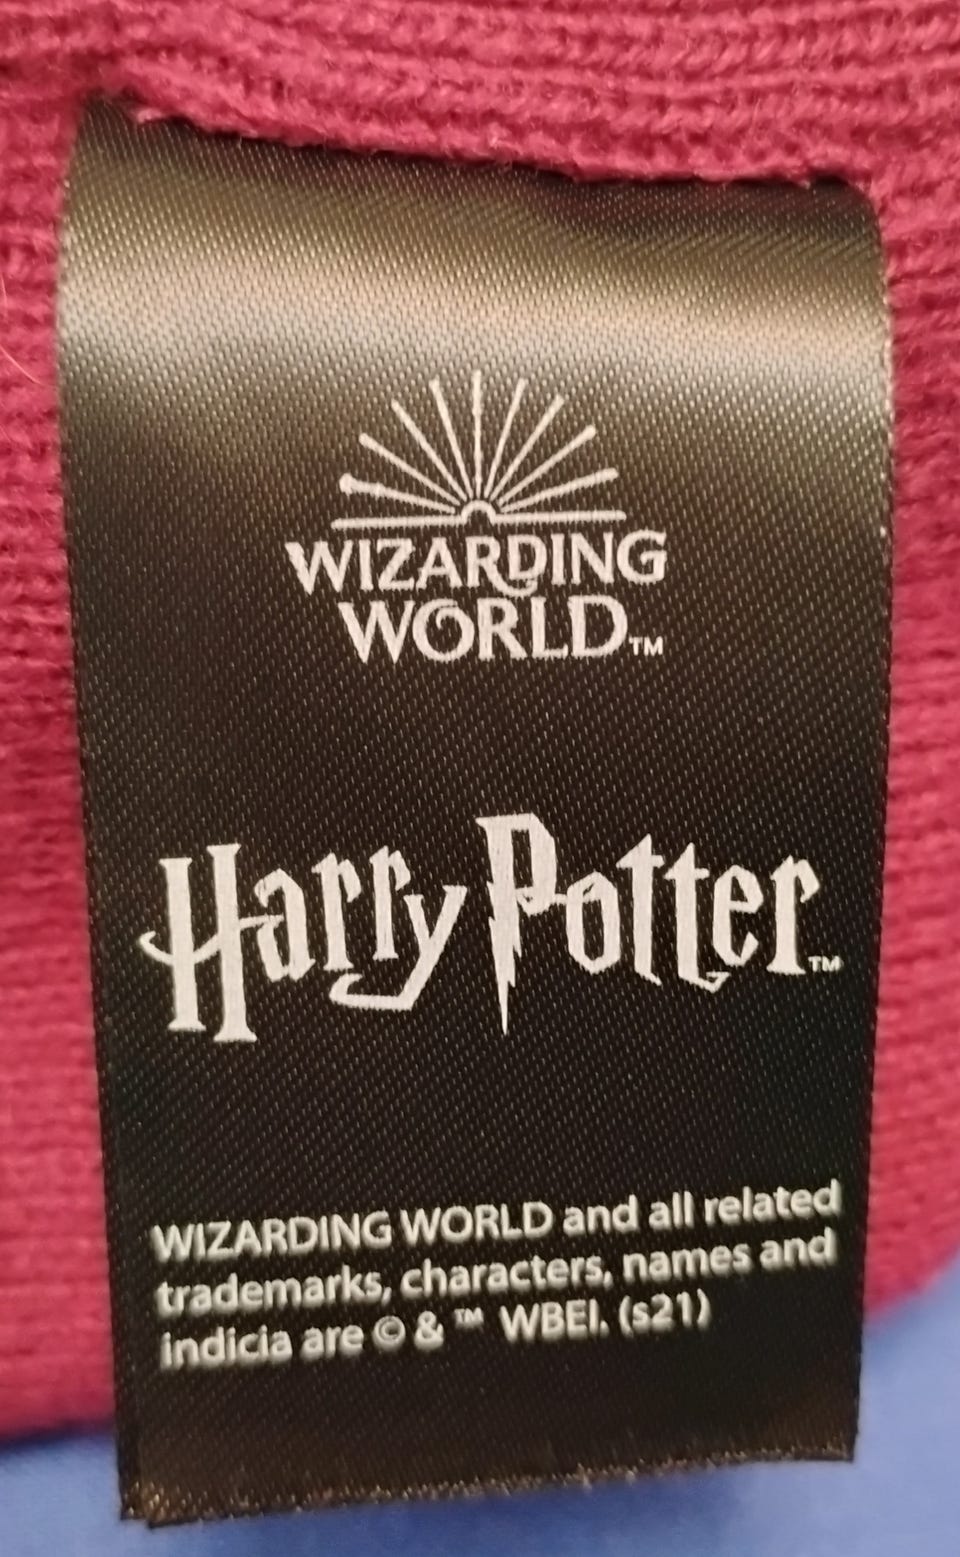 WIZARDING
WORLD™
Harry Potter™
WIZARDING WORLD and all related
trademarks, characters, names and
indicia are © & ™ WBEI. (s21)